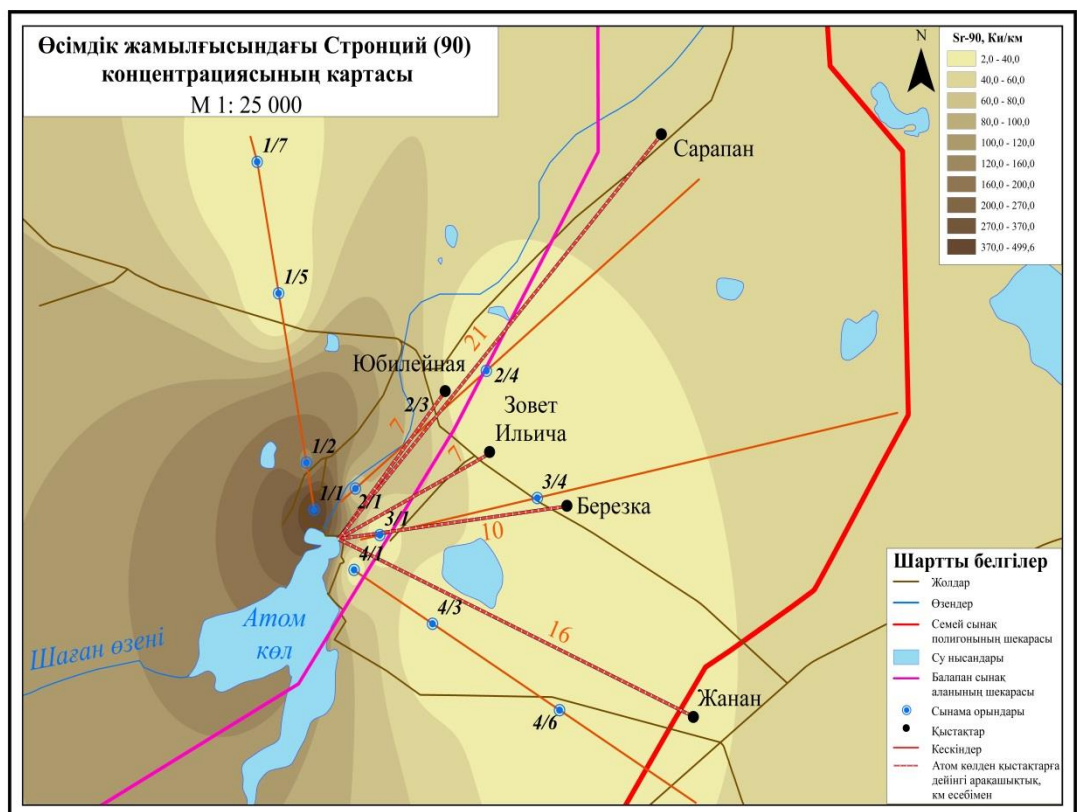 Өсімдік жамылғысындағы Стронций (90)
концентрациясының картасы
М 1: 25 000
N
Sr-90, Ки/км
2,0 - 40,0
40,0 - 60,0
60,0 - 80,0
80,0 - 100,0
100,0 - 120,0
120,0 - 160,0
160,0 - 200,0
200,0 - 270,0
270,0 - 370,0
370,0 - 499,6
1/7
Сарапан
1/5
21
Юбилейная
2/4
2/3
7
Зовет
Ильича
7
1/2
1/1
2/1
3/4
Березка
3/1
10
4/1
4/3
16
Атом
көл
Шаған өзені
Жанан
4/6
Шартты белгілер
Жолдар
Өзендер
Семей сынақ
полигонының шекарасы
Су нысандары
Балапан сынақ
аланының шекарасы
Сынама орындары
Қыстақтар
Кескіндер
Атом көлден қыстақтарға
дейінгі арақашықтық,
км есебімен